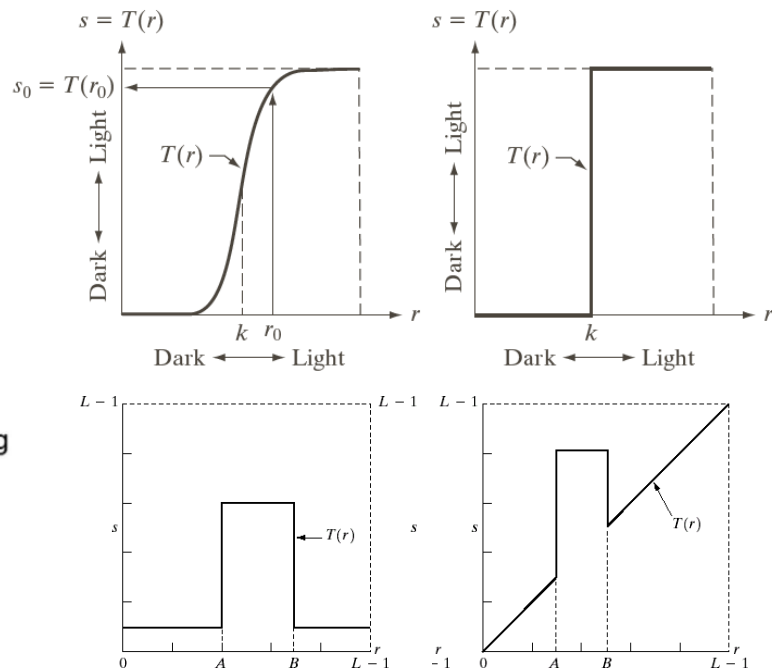 s = T(r)
s = T(r)
s₀ = T(r₀)
Dark Light
T(r)
Dark Light
T(r)
k r₀
r
k
r
Dark Light
Dark Light
L − 1
L − 1
L − 1
g
s
T(r)
s
s
T(r)
0 A B L − 1
r
r
-1
0 A B L − 1
r